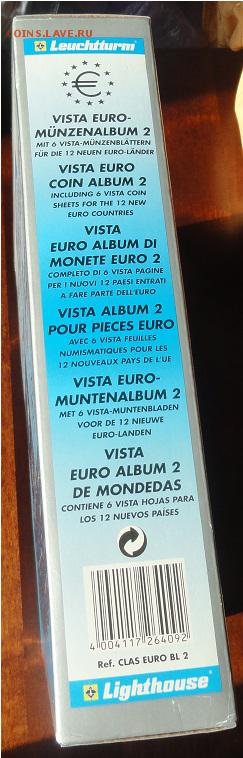 COINS.LAVE.RU
Leuchtturm
VISTA EURO-
MÜNZENALBUM 2
MIT 6 VISTA-MÜNZENBLÄTTERN
FÜR DIE 12 NEUEN EURO-LÄNDER
VISTA EURO
COIN ALBUM 2
INCLUDING 6 VISTA COIN
SHEETS FOR THE 12 NEW
EURO COUNTRIES
VISTA
EURO ALBUM DI
MONETE EURO 2
COMPLETO DI 6 VISTA PAGINE
PER I NUOVI 12 PAESI ENTRATI
A FARE PARTE DELL'EURO
VISTA ALBUM 2
POUR PIECES EURO
AVEC 6 VISTA FEUILLES
NUMISMATIQUES POUR LES
12 NOUVEAUX PAYS DE L'UE
VISTA EURO-
MUNTENALBUM 2
MET 6 VISTA-MUNTENBLADEN
VOOR DE 12 NIEUWE
EURO-LANDEN
VISTA
EURO ALBUM 2
DE MONDEDAS
CONTIENE 6 VISTA HOJAS PARA
LOS 12 NUEVOS PAÍSES
4 004117 264092
Ref. CLAS EURO BL 2
Lighthouse